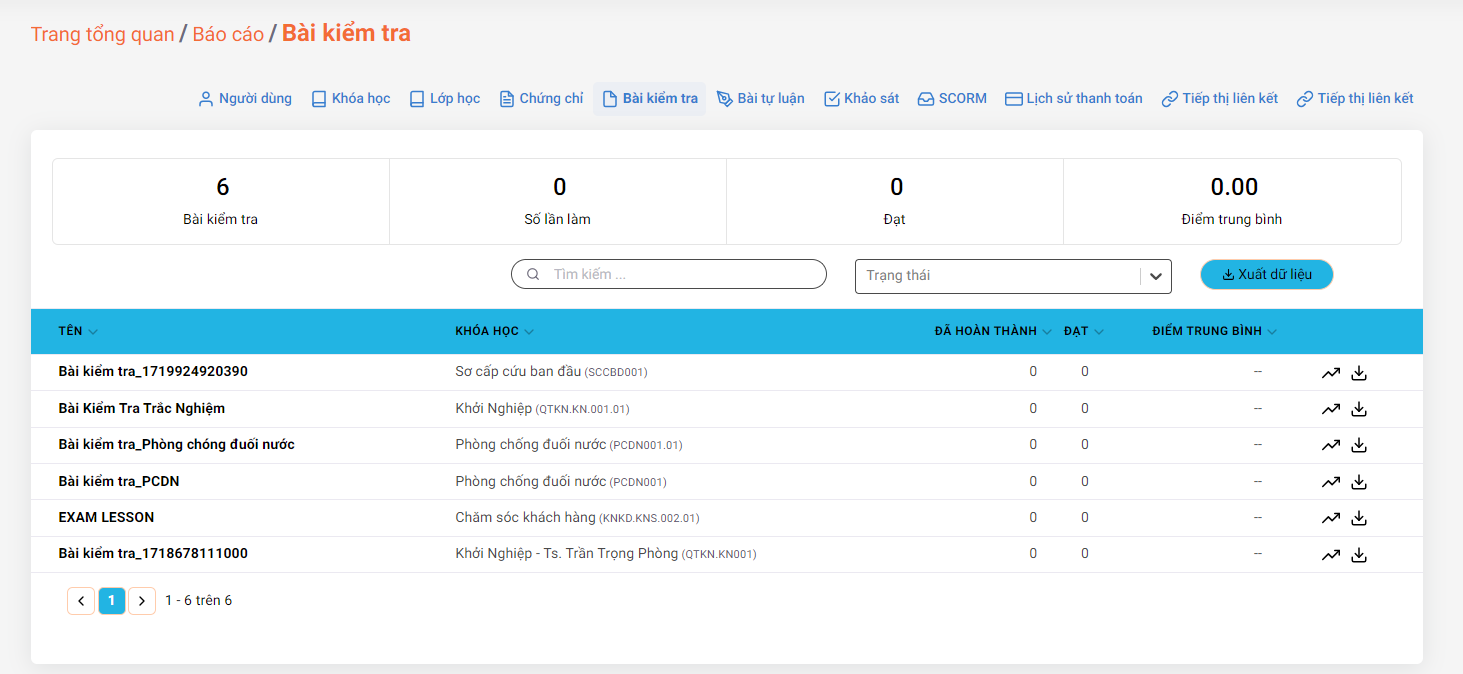 Trang tổng quan / Báo cáo / Bài kiểm tra
Người dùng Khóa học Lớp học Chứng chỉ Bài kiểm tra Bài tự luận Khảo sát SCORM Lịch sử thanh toán Tiếp thị liên kết Tiếp thị liên kết
6 0 0 0.00
Bài kiểm tra Số lần làm Đạt Điểm trung bình
Tìm kiếm ... Trạng thái Xuất dữ liệu
TÊN KHÓA HỌC ĐÃ HOÀN THÀNH ĐẠT ĐIỂM TRUNG BÌNH
Bài kiểm tra_1719924920390 Sơ cấp cứu ban đầu (SCCBD001) 0 0 --
Bài Kiểm Tra Trắc Nghiệm Khởi Nghiệp (QTKN.KN.001.01) 0 0 --
Bài kiểm tra_Phòng chóng đuối nước Phòng chống đuối nước (PCDN001.01) 0 0 --
Bài kiểm tra_PCDN Phòng chống đuối nước (PCDN001) 0 0 --
EXAM LESSON Chăm sóc khách hàng (KNKD.KNS.002.01) 0 0 --
Bài kiểm tra_1718678111000 Khởi Nghiệp - Ts. Trần Trọng Phòng (QTKN.KN001) 0 0 --
1 1 - 6 trên 6